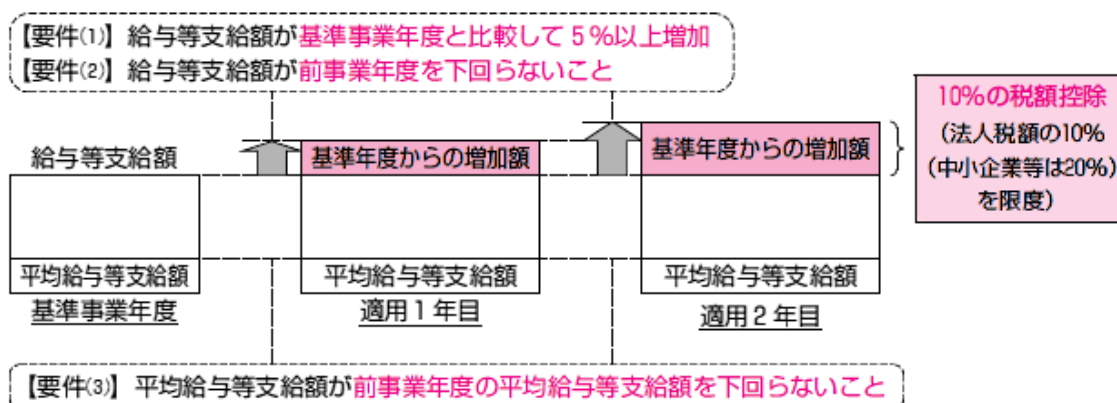 【要件(1)】 給与等支給額が基準事業年度と比較して５％以上増加
【要件(2)】 給与等支給額が前事業年度を下回らないこと
10％の税額控除
（法人税額の10％
（中小企業等は20％）
を限度）
給与等支給額
基準年度からの増加額
基準年度からの増加額
平均給与等支給額
平均給与等支給額
平均給与等支給額
基準事業年度
適用１年目
適用２年目
【要件(3)】 平均給与等支給額が前事業年度の平均給与等支給額を下回らないこと